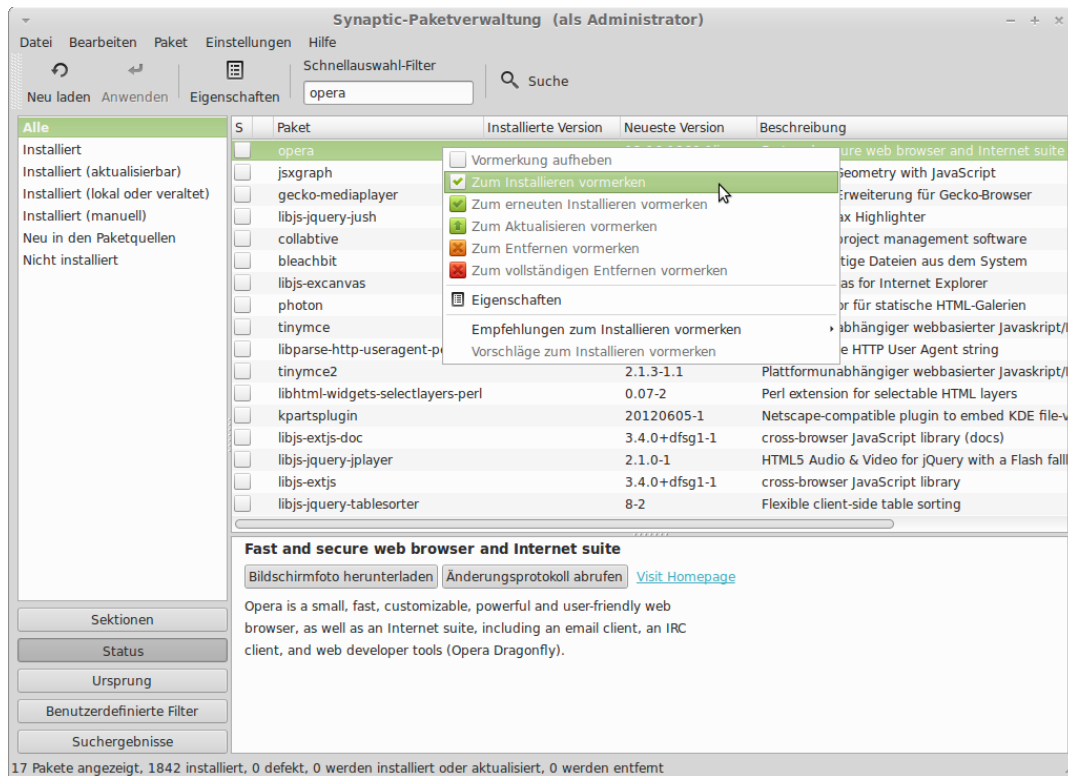 Synaptic-Paketverwaltung (als Administrator)
Datei Bearbeiten Paket Einstellungen Hilfe
Neu laden Anwenden Eigenschaften
Schnellauswahl-Filter
opera
Suche
Alle
Installiert
Installiert (aktualisierbar)
Installiert (lokal oder veraltet)
Installiert (manuell)
Neu in den Paketquellen
Nicht installiert
Sektionen
Status
Ursprung
Benutzerdefinierte Filter
Suchergebnisse
S Paket Installierte Version Neueste Version Beschreibung
opera web browser and Internet suite
jsxgraph Geometry with JavaScript
gecko-mediaplayer Erweiterung für Gecko-Browser
libjs-jquery-jush Highlighter
collabtive project management software
bleachbit Dateien aus dem System
libjs-excanvas for Internet Explorer
photon für statische HTML-Galerien
tinymce webbasierter
libparse-http-useragent- HTTP User Agent string
tinymce2 2.1.3-1.1 Plattformunabhängiger webbasierter Javaskript/
libhtml-widgets-selectlayers-perl 0.07-2 Perl extension for selectable HTML layers
kpartsplugin 20120605-1 Netscape-compatible plugin to embed KDE file-v
libjs-extjs-doc 3.4.0+dfsg1-1 cross-browser JavaScript library (docs)
libjs-jquery-jplayer 2.1.0-1 HTML5 Audio & Video for jQuery with a Flash fall
libjs-extjs 3.4.0+dfsg1-1 cross-browser JavaScript library
libjs-jquery-tablesorter 8-2 Flexible client-side table sorting
Vormerkung aufheben
Zum Installieren vormerken
Zum erneuten Installieren vormerken
Zum Aktualisieren vormerken
Zum Entfernen vormerken
Zum vollständigen Entfernen vormerken
Eigenschaften
Empfehlungen zum Installieren vormerken
Vorschläge zum Installieren vormerken
Fast and secure web browser and Internet suite
Bildschirmfoto herunterladen Änderungsprotokoll abrufen Visit Homepage
Opera is a small, fast, customizable, powerful and user-friendly web
browser, as well as an Internet suite, including an email client, an IRC
client, and web developer tools (Opera Dragonfly).
17 Pakete angezeigt, 1842 installiert, 0 defekt, 0 werden installiert oder aktualisiert, 0 werden entfernt